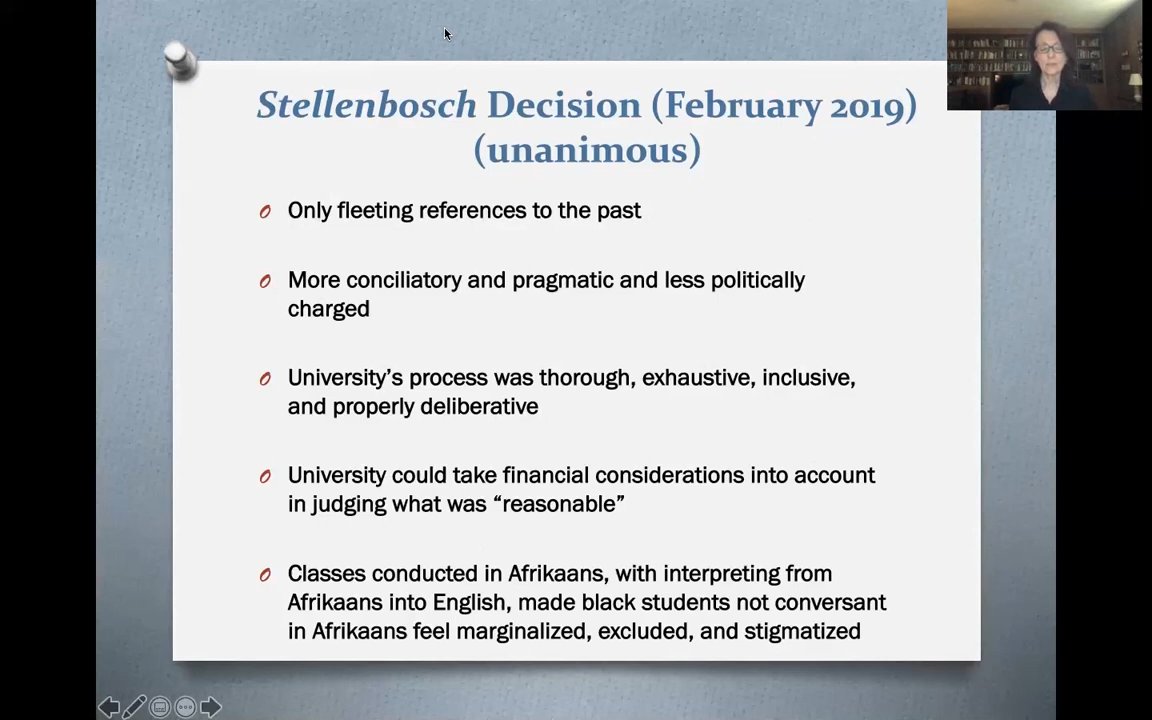 Stellenbosch Decision (February 2019)
(unanimous)
Only fleeting references to the past
More conciliatory and pragmatic and less politically
charged
University’s process was thorough, exhaustive, inclusive,
and properly deliberative
University could take financial considerations into account
in judging what was “reasonable”
Classes conducted in Afrikaans, with interpreting from
Afrikaans into English, made black students not conversant
in Afrikaans feel marginalized, excluded, and stigmatized